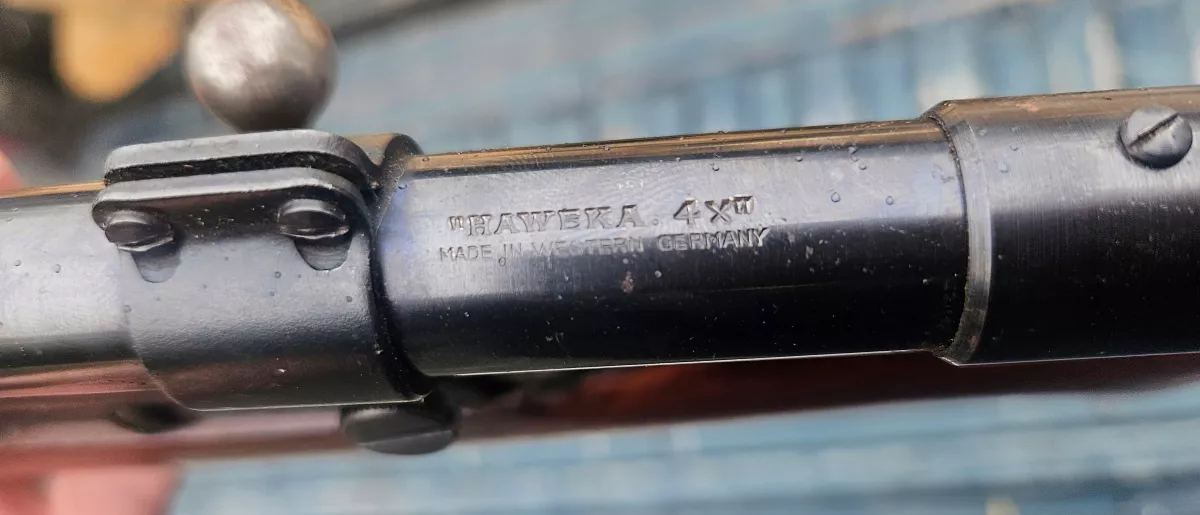 "HAWEKA. 4X"
MADE IN WESTERN GERMANY